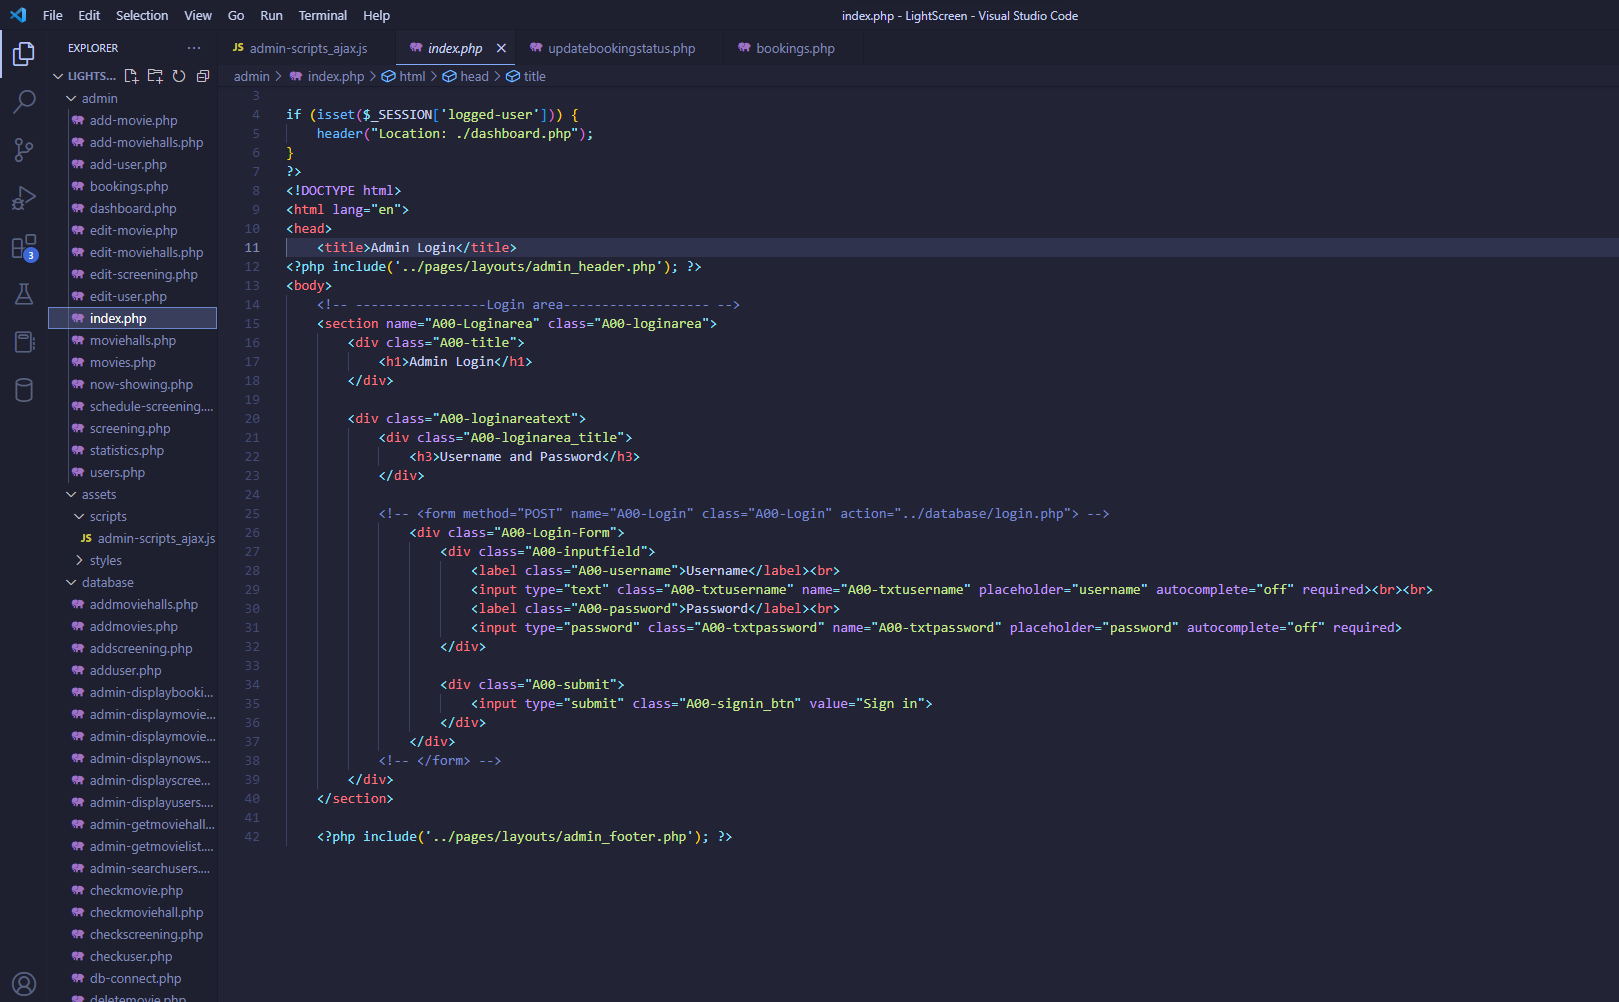 File Edit Selection View Go Run Terminal Help
index.php - LightScreen - Visual Studio Code
EXPLORER ...
JS admin-scripts_ajax.js
index.php
updatebookingstatus.php
bookings.php
LIGHTS...
admin > index.php > html > head > title
admin
add-movie.php
add-moviehalls.php
add-user.php
bookings.php
dashboard.php
edit-movie.php
edit-moviehalls.php
edit-screening.php
edit-user.php
index.php
moviehalls.php
movies.php
now-showing.php
schedule-screening....
screening.php
statistics.php
users.php
assets
scripts
JS admin-scripts_ajax.js
styles
database
addmoviehalls.php
addmovies.php
addscreening.php
adduser.php
admin-displaybooki...
admin-displaymovie...
admin-displaymovie...
admin-displaynows...
admin-displayscree...
admin-displayusers....
admin-getmoviehall...
admin-getmovielist....
admin-searchusers....
checkmovie.php
checkmoviehall.php
checkscreening.php
checkuser.php
db-connect.php
deletemovie.php
3
3
4 if (isset($_SESSION['logged-user'])) {
5 header("Location: ./dashboard.php");
6 }
7 ?>
8 <!DOCTYPE html>
9 <html lang="en">
10 <head>
11 <title>Admin Login</title>
12 <?php include('../pages/layouts/admin_header.php'); ?>
13 <body>
14 <!-- -----------------Login area------------------- -->
15 <section name="A00-Loginarea" class="A00-loginarea">
16 <div class="A00-title">
17 <h1>Admin Login</h1>
18 </div>
19
20 <div class="A00-loginareatext">
21 <div class="A00-loginarea_title">
22 <h3>Username and Password</h3>
23 </div>
24
25 <!-- <form method="POST" name="A00-Login" class="A00-Login" action="../database/login.php"> -->
26 <div class="A00-Login-Form">
27 <div class="A00-inputfield">
28 <label class="A00-username">Username</label><br>
29 <input type="text" class="A00-txtusername" name="A00-txtusername" placeholder="username" autocomplete="off" required><br><br>
30 <label class="A00-password">Password</label><br>
31 <input type="password" class="A00-txtpassword" name="A00-txtpassword" placeholder="password" autocomplete="off" required>
32 </div>
33
34 <div class="A00-submit">
35 <input type="submit" class="A00-signin_btn" value="Sign in">
36 </div>
37 </div>
38 <!-- </form> -->
39 </div>
40 </section>
41
42 <?php include('../pages/layouts/admin_footer.php'); ?>